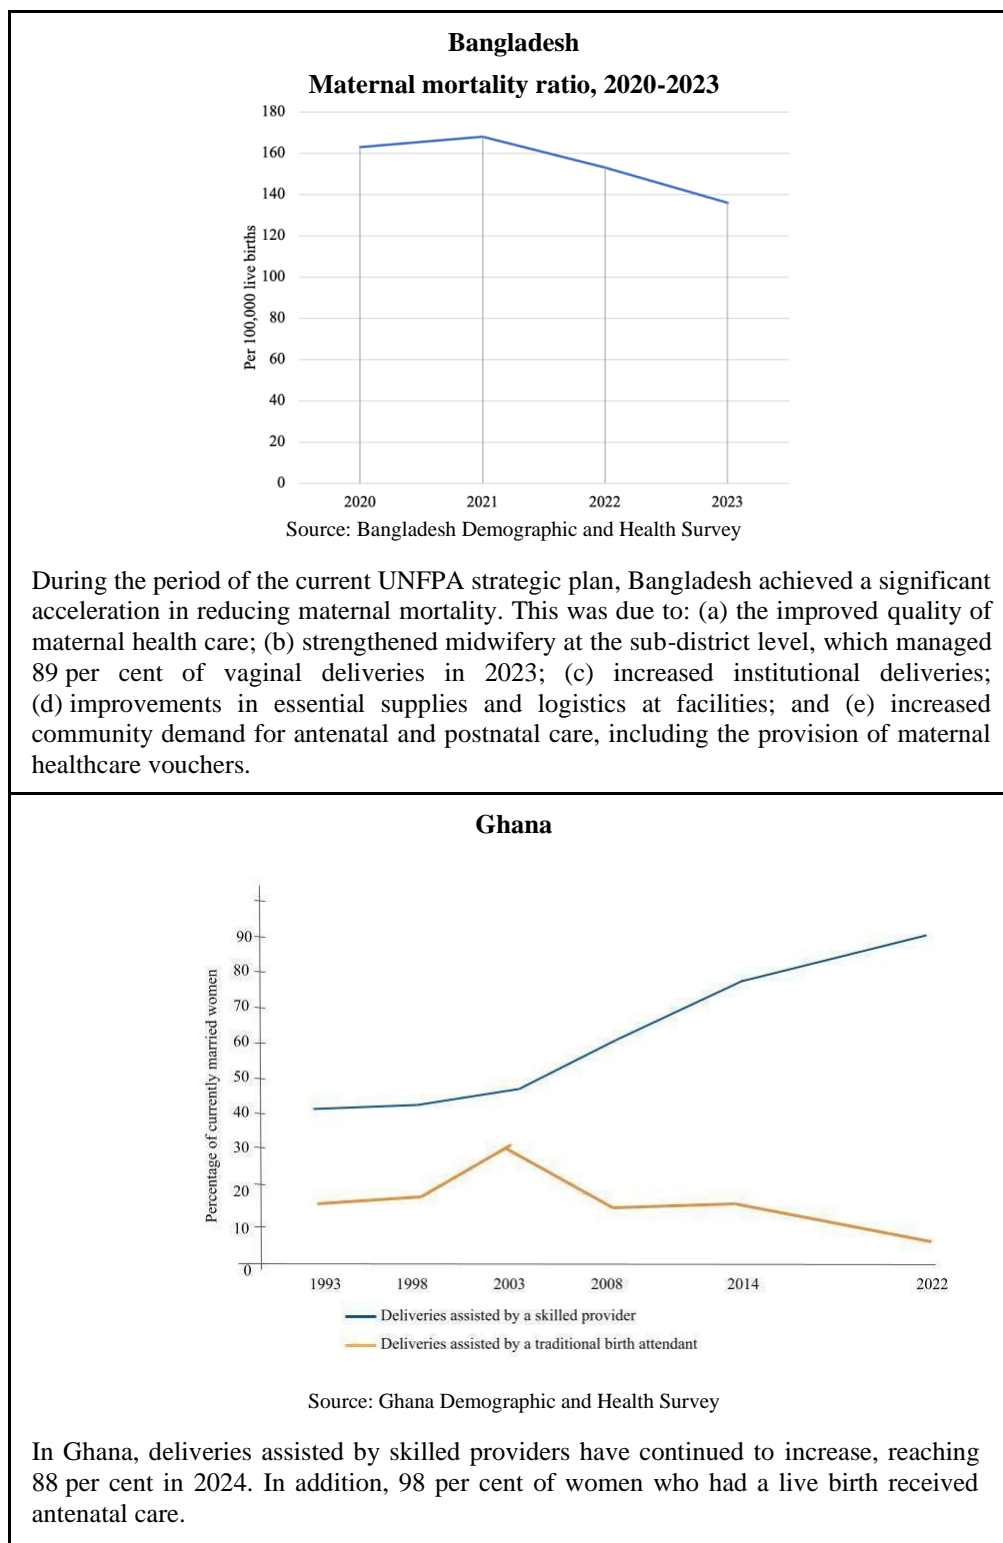 Bangladesh
Maternal mortality ratio, 2020-2023
180
160
140
120
100
80
60
40
20
0
Per 100,000 live births
2020 2021 2022 2023
Source: Bangladesh Demographic and Health Survey
During the period of the current UNFPA strategic plan, Bangladesh achieved a significant
acceleration in reducing maternal mortality. This was due to: (a) the improved quality of
maternal health care; (b) strengthened midwifery at the sub-district level, which managed
89 per cent of vaginal deliveries in 2023; (c) increased institutional deliveries;
(d) improvements in essential supplies and logistics at facilities; and (e) increased
community demand for antenatal and postnatal care, including the provision of maternal
healthcare vouchers.
Ghana
90
80
70
60
50
40
30
20
10
0
Percentage of currently married women
1993 1998 2003 2008 2014 2022
Deliveries assisted by a skilled provider
Deliveries assisted by a traditional birth attendant
Source: Ghana Demographic and Health Survey
In Ghana, deliveries assisted by skilled providers have continued to increase, reaching
88 per cent in 2024. In addition, 98 per cent of women who had a live birth received
antenatal care.